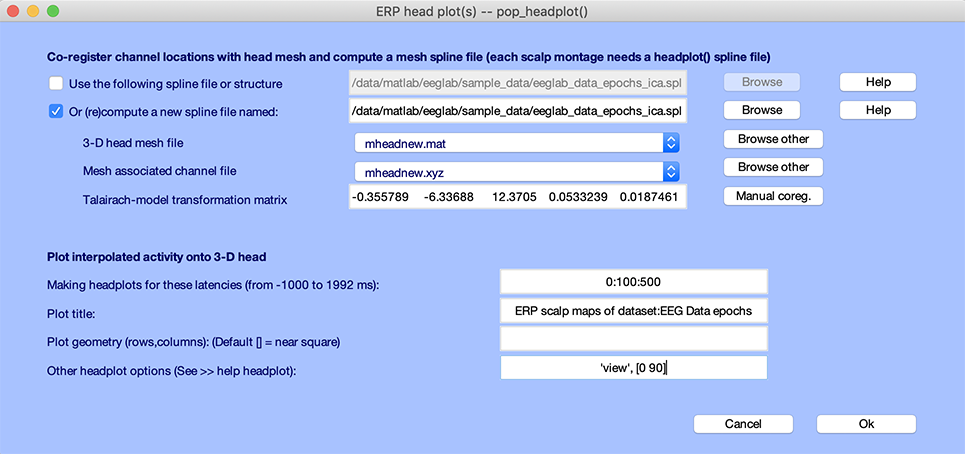 ERP head plot(s) -- pop_headplot()
Co-register channel locations with head mesh and compute a mesh spline file (each scalp montage needs a headplot() spline file)
Use the following spline file or structure /data/matlab/eeglab/sample_data/eeglab_data_epochs_ica.spl Browse Help
Or (re)compute a new spline file named: /data/matlab/eeglab/sample_data/eeglab_data_epochs_ica.spl Browse Help
3-D head mesh file mheadnew.mat Browse other
Mesh associated channel file mheadnew.xyz Browse other
Talairach-model transformation matrix -0.355789 -6.33688 12.3705 0.0533239 0.0187461 Manual coreg.
Plot interpolated activity onto 3-D head
Making headplots for these latencies (from -1000 to 1992 ms): 0:100:500
Plot title: ERP scalp maps of dataset:EEG Data epochs
Plot geometry (rows,columns): (Default [] = near square)
Other headplot options (See >> help headplot): 'view', [0 90]
Cancel Ok